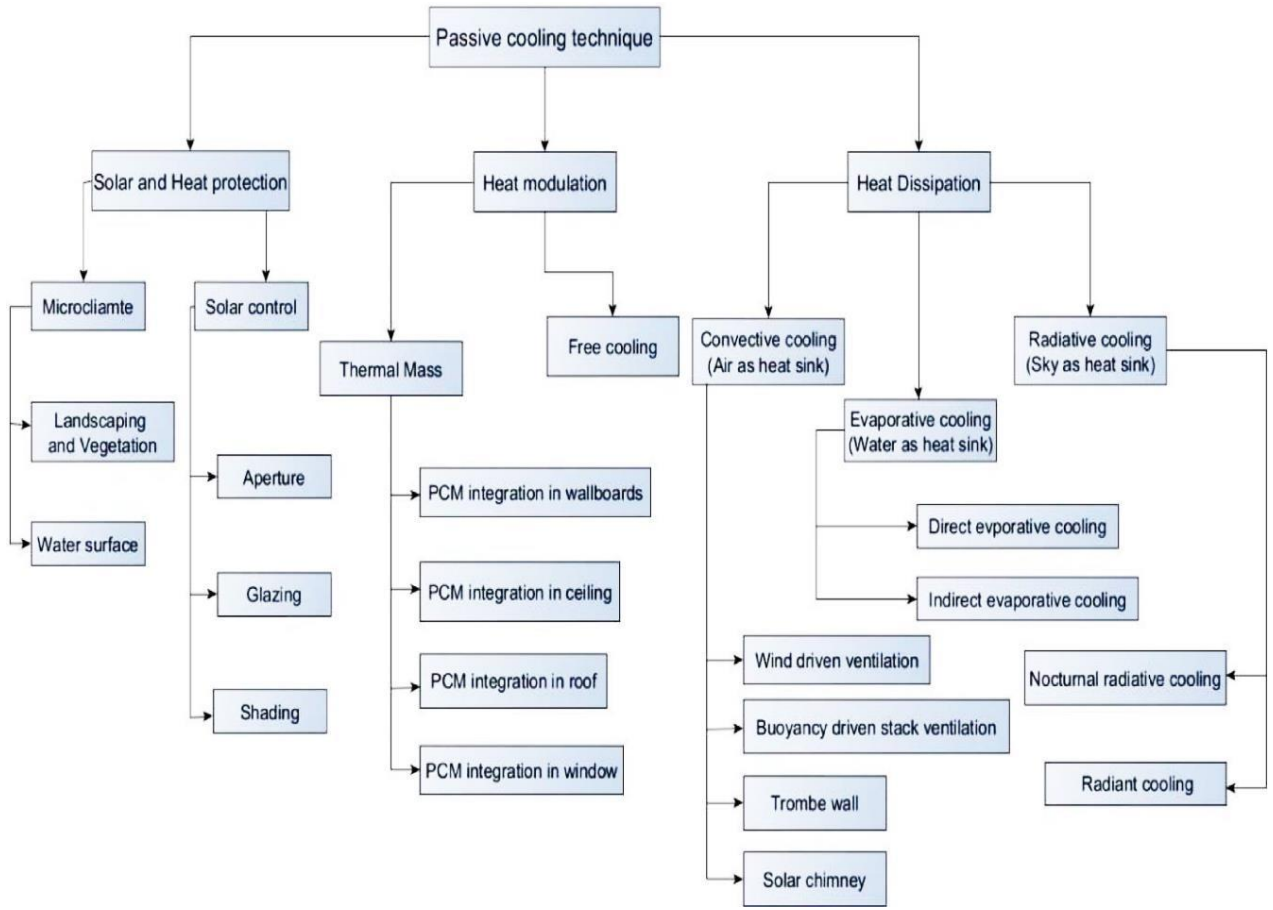 Passive cooling technique
Solar and Heat protection
Heat modulation
Heat Dissipation
Microcliamte
Solar control
Free cooling
Thermal Mass
Convective cooling
(Air as heat sink)
Radiative cooling
(Sky as heat sink)
Landscaping
and Vegetation
Evaporative cooling
(Water as heat sink)
Aperture
PCM integration in wallboards
Direct evporative cooling
Water surface
Glazing
PCM integration in ceiling
Indirect evaporative cooling
Wind driven ventilation
Nocturnal radiative cooling
PCM integration in roof
Shading
Buoyancy driven stack ventilation
PCM integration in window
Radiant cooling
Trombe wall
Solar chimney